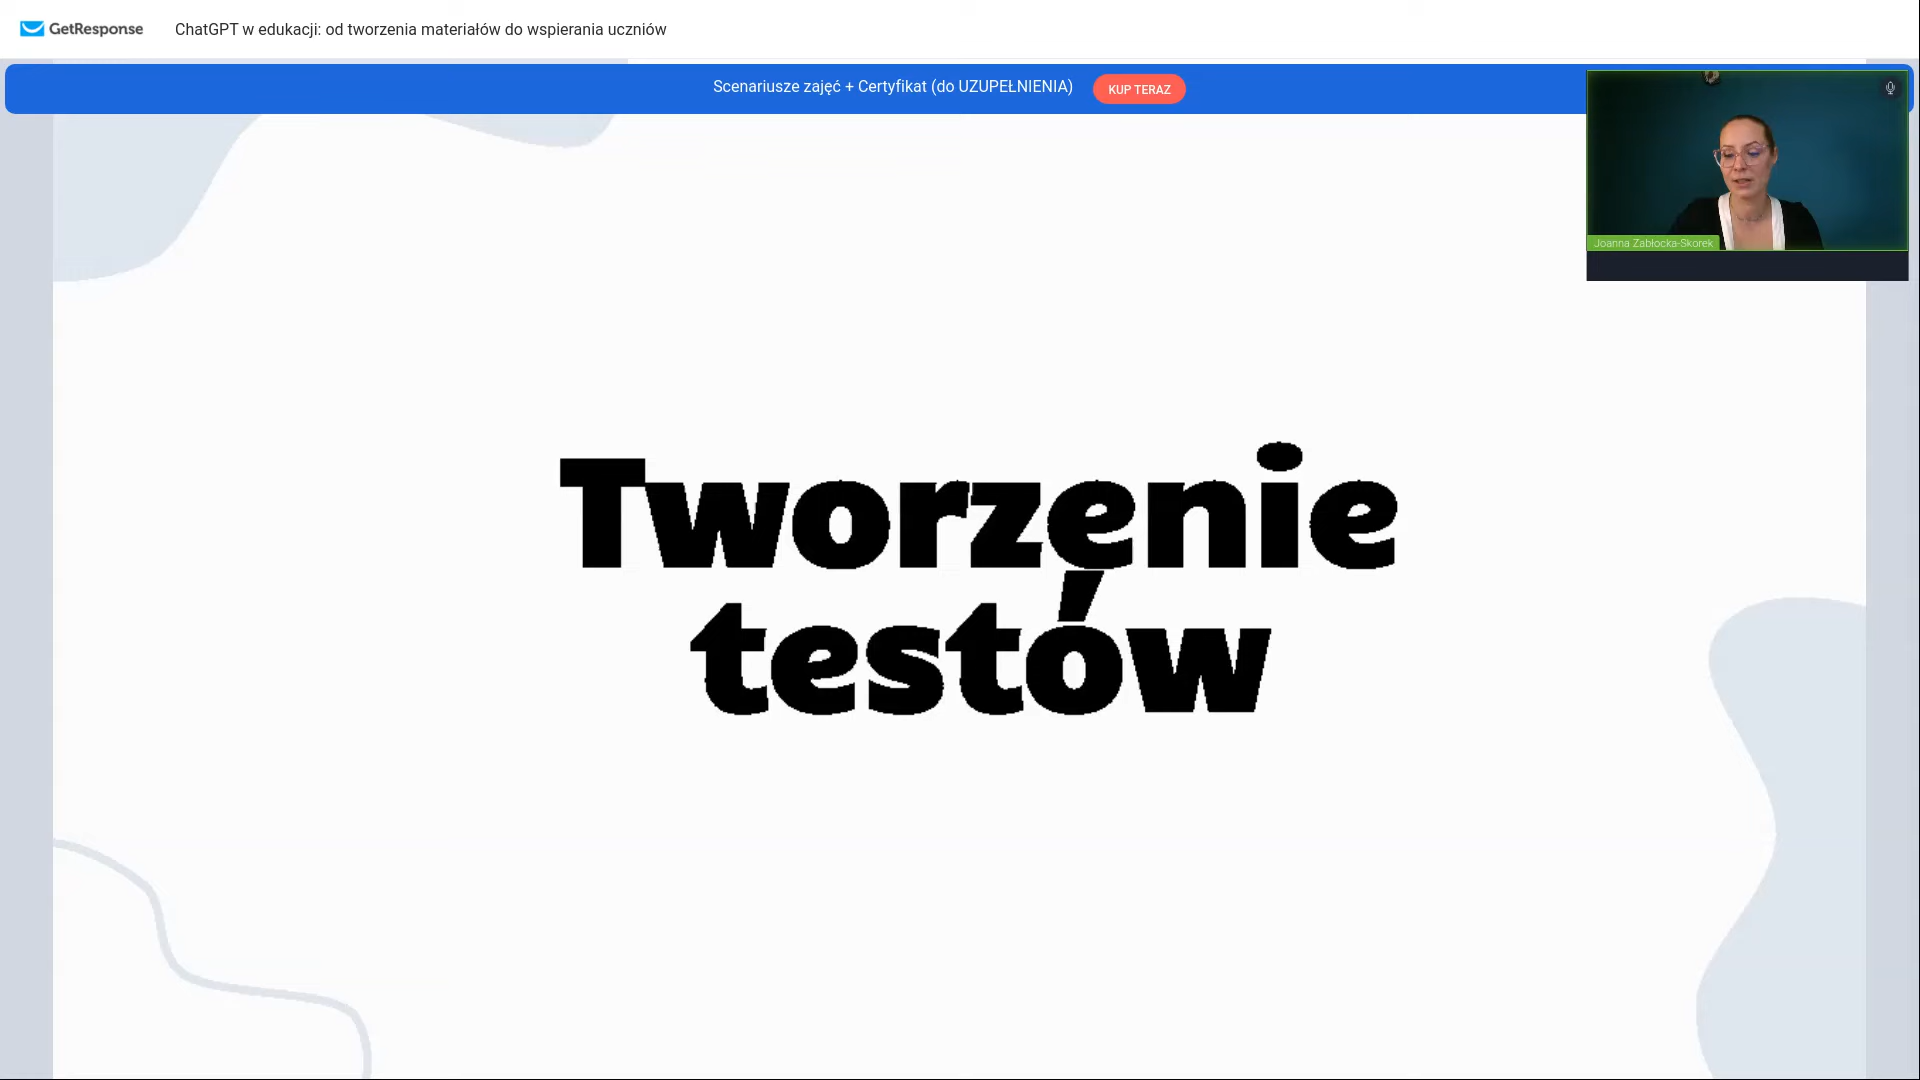 GetResponse
ChatGPT w edukacji: od tworzenia materiałów do wspierania uczniów
Scenariusze zajęć + Certyfikat (do UZUPEŁNIENIA)
KUP TERAZ
Joanna Zabłocka-Skorek
Tworzenie
testów